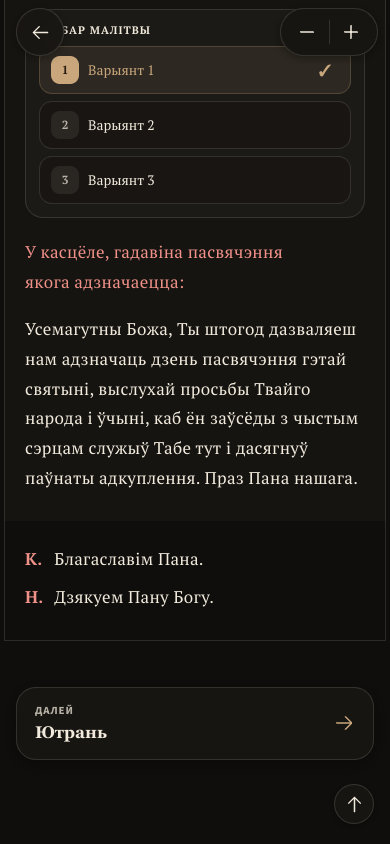 БАР МАЛІТВЫ
1 Варыянт 1 ✓
2 Варыянт 2
3 Варыянт 3
У касцёле, гадавіна пасвячэння
якога адзначаецца:
Усемагутны Божа, Ты штогод дазваляеш
нам адзначаць дзень пасвячэння гэтай
святыні, выслухай просьбы Твайго
народа і ўчыні, каб ён заўсёды з чыстым
сэрцам служыў Табе тут і дасягнуў
паўнаты адкуплення. Праз Пана нашага.
К. Благаславім Пана.
Н. Дзякуем Пану Богу.
ДАЛЕЙ
Ютрань